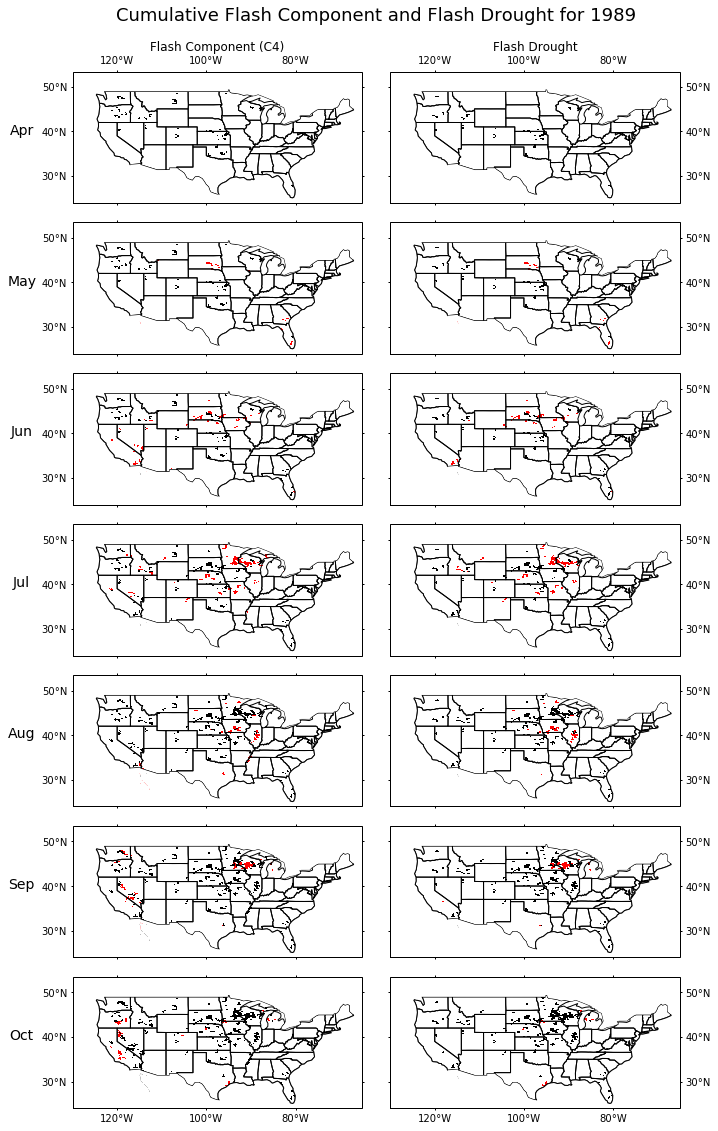 Cumulative Flash Component and Flash Drought for 1989
Flash Component (C4) Flash Drought
120°W 100°W 80°W 120°W 100°W 80°W
50°N 50°N
Apr 40°N 40°N
30°N 30°N
50°N 50°N
May 40°N 40°N
30°N 30°N
50°N 50°N
Jun 40°N 40°N
30°N 30°N
50°N 50°N
Jul 40°N 40°N
30°N 30°N
50°N 50°N
Aug 40°N 40°N
30°N 30°N
50°N 50°N
Sep 40°N 40°N
30°N 30°N
50°N 50°N
Oct 40°N 40°N
30°N 30°N
120°W 100°W 80°W 120°W 100°W 80°W